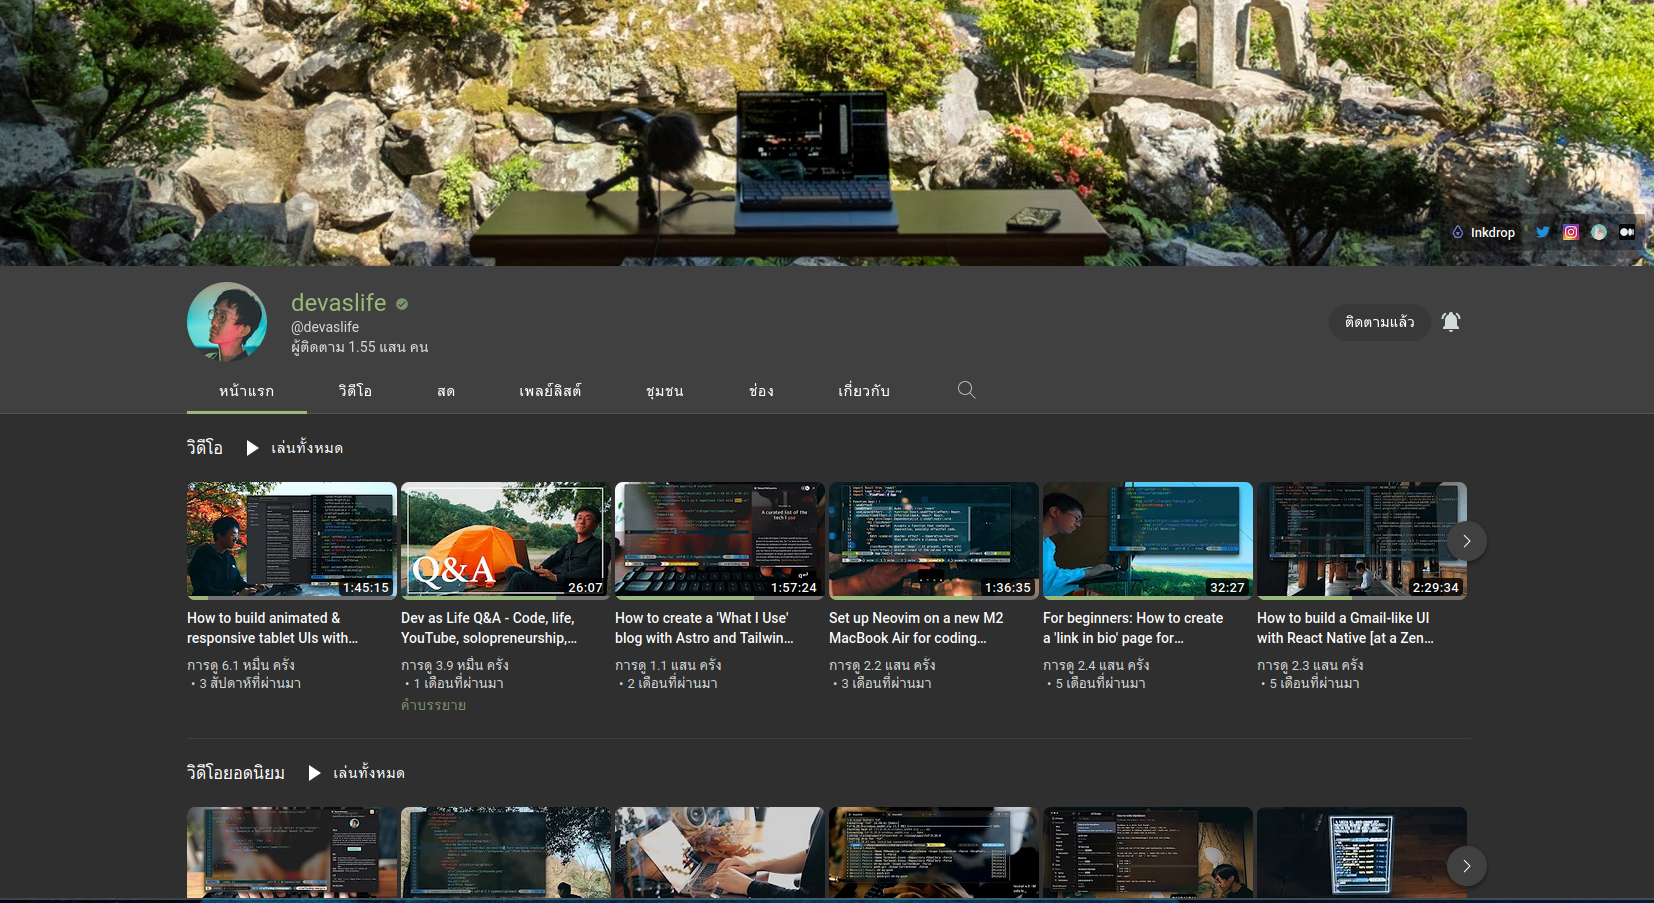 Inkdrop
devaslife
@devaslife
ผู้ติดตาม 1.55 แสน คน
ติดตามแล้ว
หน้าแรก วิดีโอ สด เพลย์ลิสต์ ชุมชน ช่อง เกี่ยวกับ
วิดีโอ เล่นทั้งหมด
1:45:15
Q&A
26:07
A curated list of the
tech I use
1:57:24
1:36:35
32:27
2:29:34
How to build animated &
responsive tablet UIs with...
การดู 6.1 หมื่น ครั้ง
• 3 สัปดาห์ที่ผ่านมา
Dev as Life Q&A - Code, life,
YouTube, solopreneurship,...
การดู 3.9 หมื่น ครั้ง
• 1 เดือนที่ผ่านมา
คำบรรยาย
How to create a 'What I Use'
blog with Astro and Tailwin...
การดู 1.1 แสน ครั้ง
• 2 เดือนที่ผ่านมา
Set up Neovim on a new M2
MacBook Air for coding...
การดู 2.2 แสน ครั้ง
• 3 เดือนที่ผ่านมา
For beginners: How to create
a 'link in bio' page for...
การดู 2.4 แสน ครั้ง
• 5 เดือนที่ผ่านมา
How to build a Gmail-like UI
with React Native [at a Zen...
การดู 2.3 แสน ครั้ง
• 5 เดือนที่ผ่านมา
วิดีโอยอดนิยม เล่นทั้งหมด